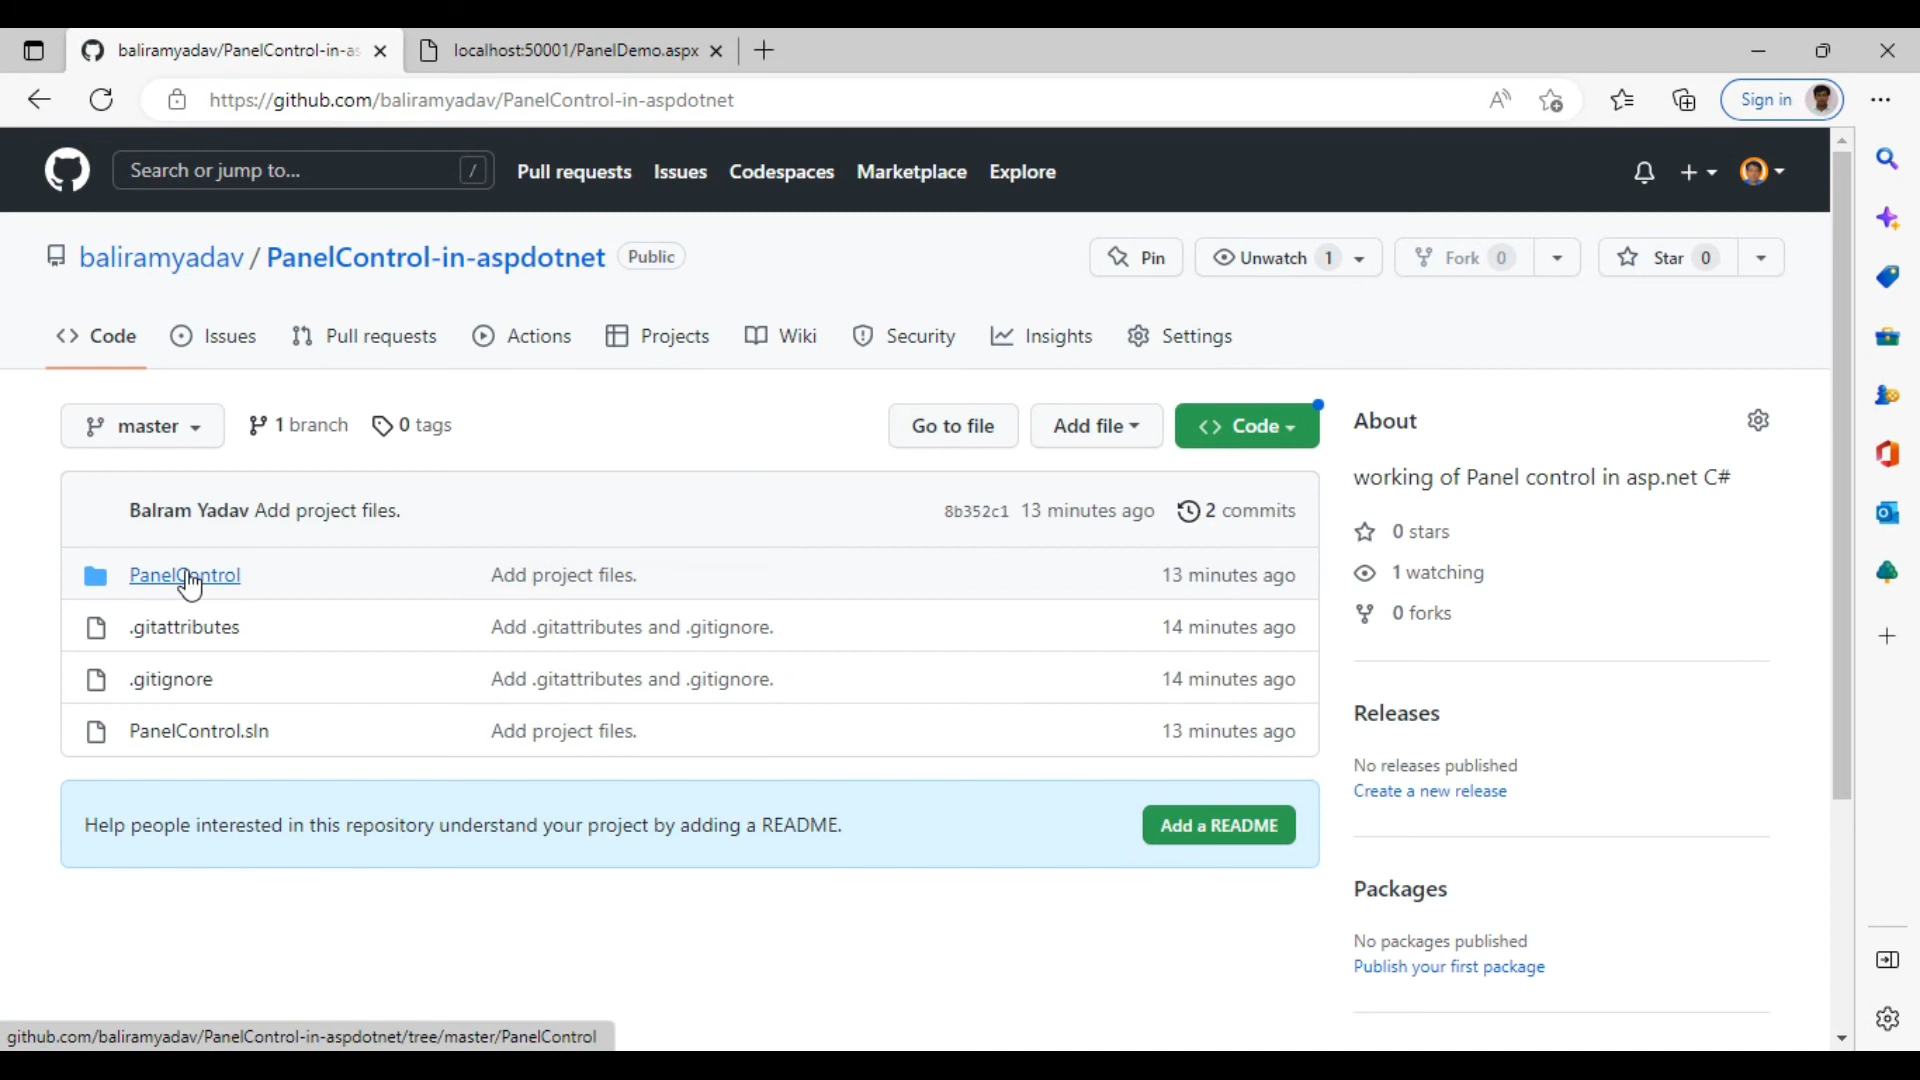 baliramyadav/PanelControl-in-as
localhost:50001/PanelDemo.aspx
https://github.com/baliramyadav/PanelControl-in-aspdotnet
Sign in
Search or jump to...
/
Pull requests
Issues
Codespaces
Marketplace
Explore
baliramyadav / PanelControl-in-aspdotnet
Public
Pin
Unwatch 1
Fork 0
Star 0
Code
Issues
Pull requests
Actions
Projects
Wiki
Security
Insights
Settings
master
1 branch
0 tags
Go to file
Add file
Code
About
working of Panel control in asp.net C#
Balram Yadav Add project files.
8b352c1 13 minutes ago
2 commits
0 stars
PanelControl
Add project files.
13 minutes ago
1 watching
.gitattributes
Add .gitattributes and .gitignore.
14 minutes ago
0 forks
.gitignore
Add .gitattributes and .gitignore.
14 minutes ago
PanelControl.sln
Add project files.
13 minutes ago
Releases
No releases published
Create a new release
Help people interested in this repository understand your project by adding a README.
Add a README
Packages
No packages published
Publish your first package
github.com/baliramyadav/PanelControl-in-aspdotnet/tree/master/PanelControl